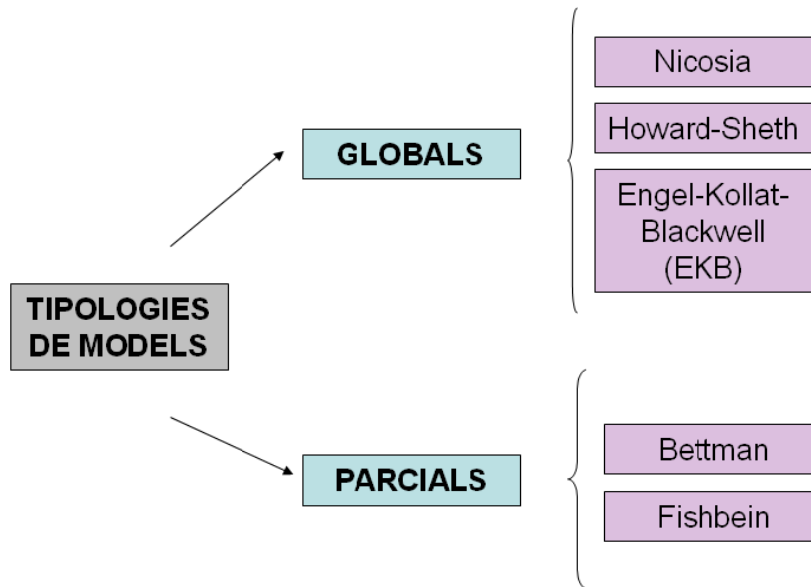 Nicosia
GLOBALS
Howard-Sheth
Engel-Kollat-
Blackwell
(EKB)
TIPOLOGIES
DE MODELS
PARCIALS
Bettman
Fishbein